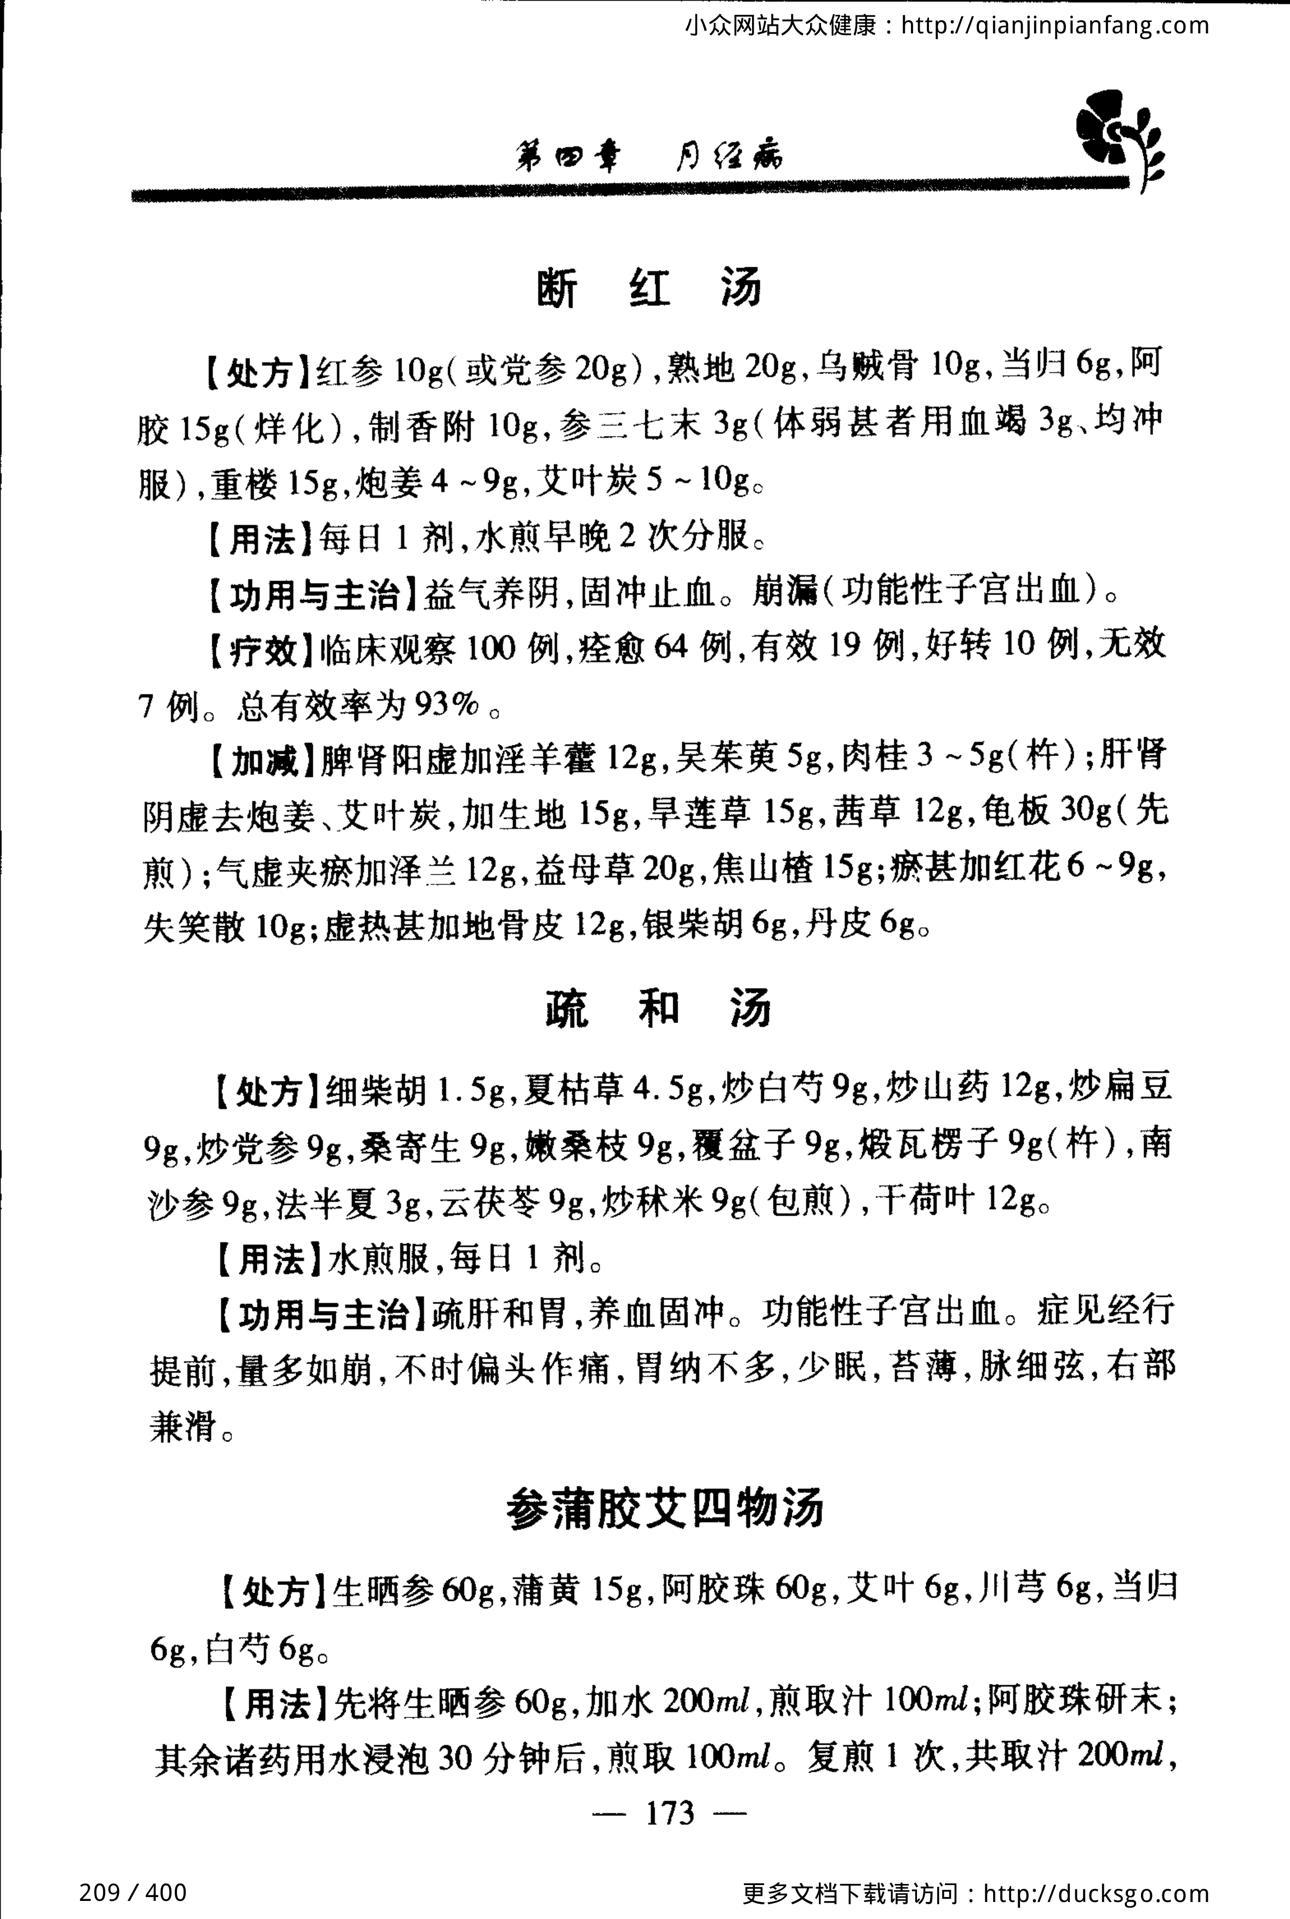 小众网站大众健康：http://qianjinpianfang.com
第四章 月经病
断 红 汤
【处方】红参 10g(或党参 20g),熟地 20g,乌贼骨 10g,当归 6g,阿
胶 15g(烊化),制香附 10g,参三七末 3g(体弱甚者用血竭 3g、均冲
服),重楼 15g,炮姜 4 ~ 9g,艾叶炭 5 ~ 10g。
【用法】每日 1 剂,水煎早晚 2 次分服。
【功用与主治】益气养阴,固冲止血。崩漏(功能性子宫出血)。
【疗效】临床观察 100 例,痊愈 64 例,有效 19 例,好转 10 例,无效
7 例。总有效率为 93%。
【加减】脾肾阳虚加淫羊藿 12g,吴茱萸 5g,肉桂 3 ~ 5g(杵);肝肾
阴虚去炮姜、艾叶炭,加生地 15g,旱莲草 15g,茜草 12g,龟板 30g(先
煎);气虚夹瘀加泽兰 12g,益母草 20g,焦山楂 15g;瘀甚加红花 6 ~ 9g,
失笑散 10g;虚热甚加地骨皮 12g,银柴胡 6g,丹皮 6g。
疏 和 汤
【处方】细柴胡 1.5g,夏枯草 4.5g,炒白芍 9g,炒山药 12g,炒扁豆
9g,炒党参 9g,桑寄生 9g,嫩桑枝 9g,覆盆子 9g,煅瓦楞子 9g(杵),南
沙参 9g,法半夏 3g,云茯苓 9g,炒秫米 9g(包煎),干荷叶 12g。
【用法】水煎服,每日 1 剂。
【功用与主治】疏肝和胃,养血固冲。功能性子宫出血。症见经行
提前,量多如崩,不时偏头作痛,胃纳不多,少眠,苔薄,脉细弦,右部
兼滑。
参蒲胶艾四物汤
【处方】生晒参 60g,蒲黄 15g,阿胶珠 60g,艾叶 6g,川芎 6g,当归
6g,白芍 6g。
【用法】先将生晒参 60g,加水 200ml,煎取汁 100ml;阿胶珠研末;
其余诸药用水浸泡 30 分钟后,煎取 100ml。复煎 1 次,共取汁 200ml,
— 173 —
209 / 400
更多文档下载请访问：http://ducksgo.com